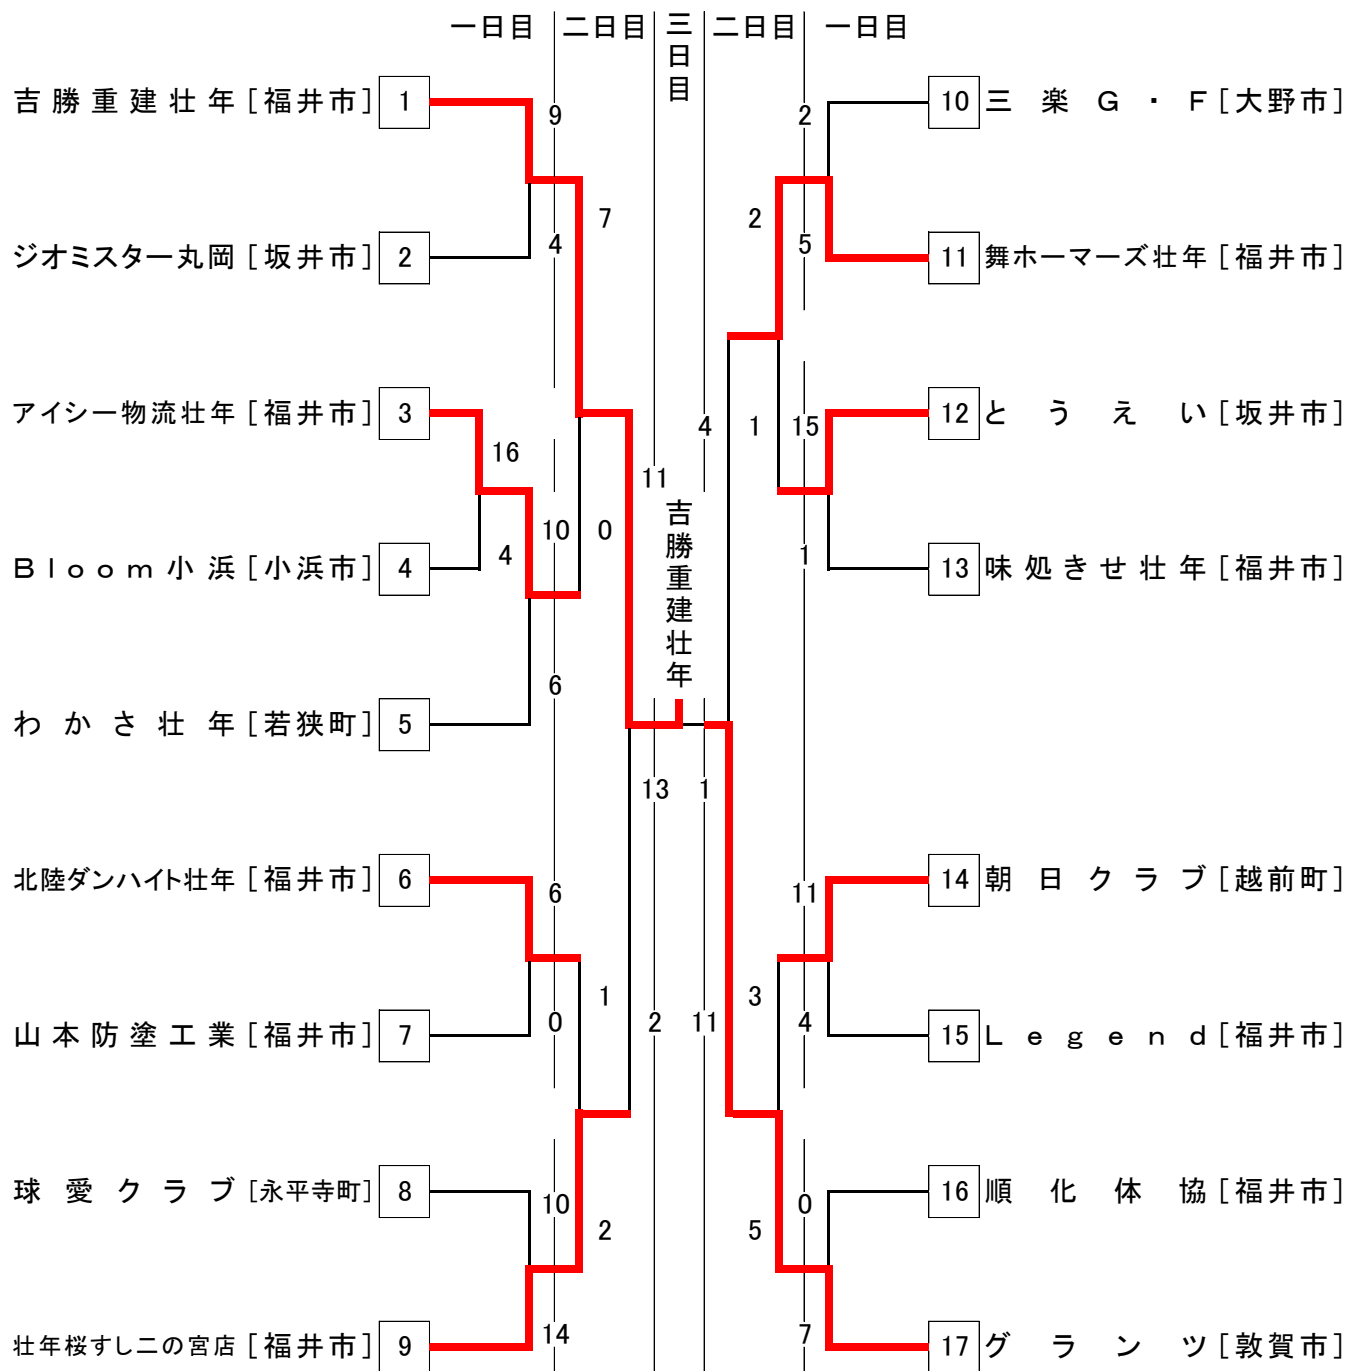 一日目 二日目 三日目 二日目 一日目
吉勝重建壮年 [福井市] 1
9
2
10 三楽G・F [大野市]
7
2
ジオミスター丸岡 [坂井市] 2
4
5
11 舞ホーマーズ壮年 [福井市]
アイシー物流壮年 [福井市] 3
16
11
4
1
15
12 とうえい [坂井市]
吉勝重建壮年
Bloom小浜 [小浜市] 4
4
10
0
1
13 味処きせ壮年 [福井市]
わかさ壮年 [若狭町] 5
6
13
1
北陸ダンハイト壮年 [福井市] 6
6
11
14 朝日クラブ [越前町]
1
3
山本防塗工業 [福井市] 7
0
2
11
4
15 Legend [福井市]
球愛クラブ [永平寺町] 8
10
0
16 順化体協 [福井市]
2
5
壮年桜すし二の宮店 [福井市] 9
14
7
17 グランツ [敦賀市]